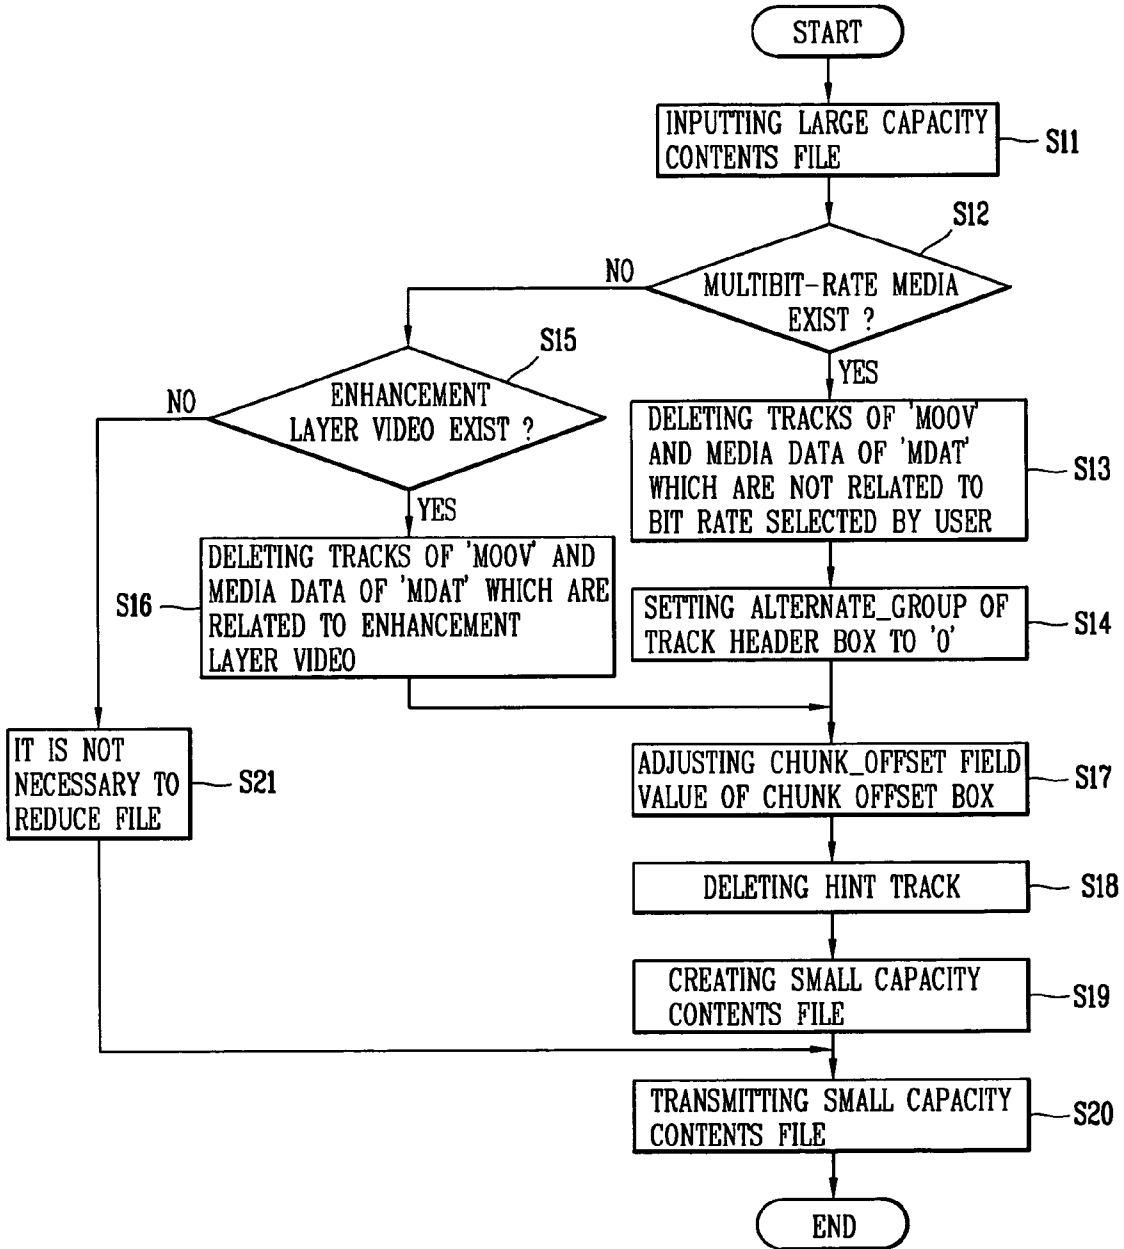 START
INPUTTING LARGE CAPACITY
CONTENTS FILE
S11
S12
MULTIBIT-RATE MEDIA
EXIST ?
NO
YES
S15
ENHANCEMENT
LAYER VIDEO EXIST ?
NO
YES
DELETING TRACKS OF 'MOOV'
AND MEDIA DATA OF 'MDAT'
WHICH ARE NOT RELATED TO
BIT RATE SELECTED BY USER
S13
DELETING TRACKS OF 'MOOV' AND
MEDIA DATA OF 'MDAT' WHICH ARE
RELATED TO ENHANCEMENT
LAYER VIDEO
S16
SETTING ALTERNATE_GROUP OF
TRACK HEADER BOX TO '0'
S14
IT IS NOT
NECESSARY TO
REDUCE FILE
S21
ADJUSTING CHUNK_OFFSET FIELD
VALUE OF CHUNK OFFSET BOX
S17
DELETING HINT TRACK
S18
CREATING SMALL CAPACITY
CONTENTS FILE
S19
TRANSMITTING SMALL CAPACITY
CONTENTS FILE
S20
END